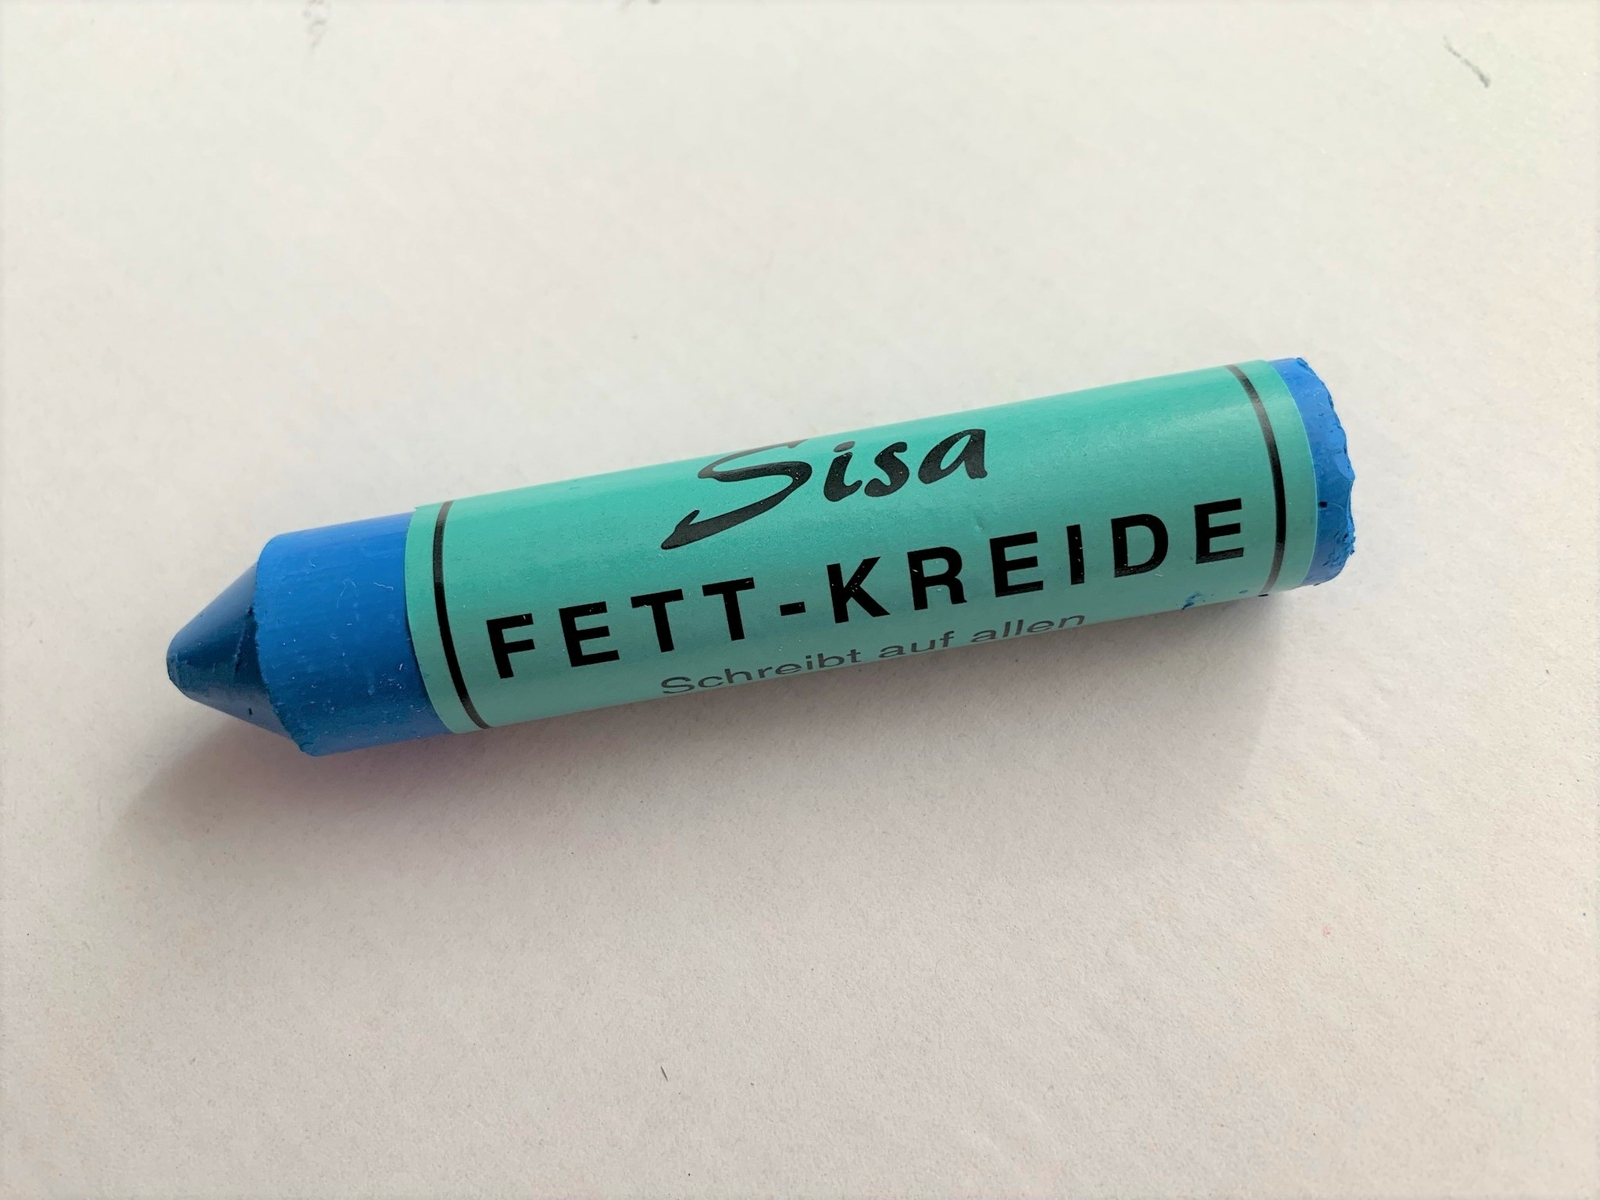 Sisa
FETT-KREIDE
Schreibt auf allen